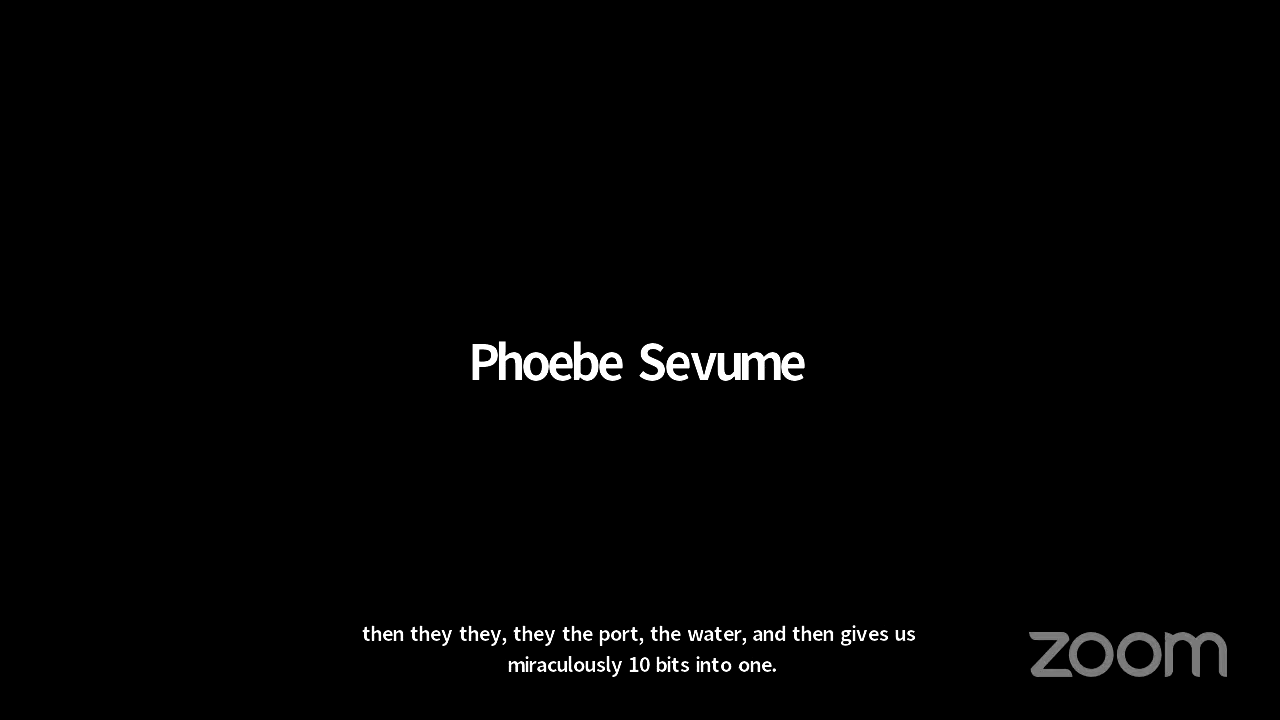 Phoebe Sevume
then they they, they the port, the water, and then gives us
miraculously 10 bits into one.
zoom